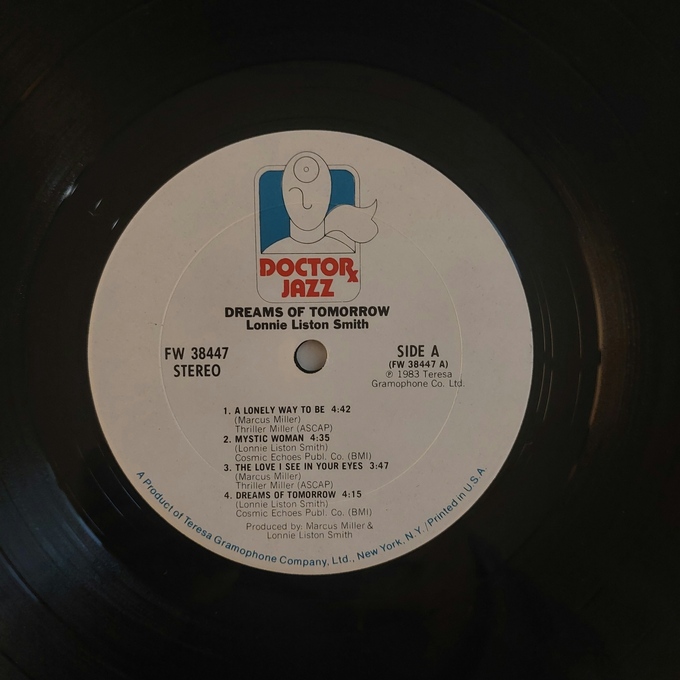 DOCTOR℞
JAZZ
DREAMS OF TOMORROW
Lonnie Liston Smith
FW 38447
STEREO
SIDE A
(FW 38447 A)
℗ 1983 Teresa
Gramophone Co. Ltd.
1. A LONELY WAY TO BE 4:42
(Marcus Miller)
Thriller Miller (ASCAP)
2. MYSTIC WOMAN 4:35
(Lonnie Liston Smith)
Cosmic Echoes Publ. Co. (BMI)
3. THE LOVE I SEE IN YOUR EYES 3:47
(Marcus Miller)
Thriller Miller (ASCAP)
4. DREAMS OF TOMORROW 4:15
(Lonnie Liston Smith)
Cosmic Echoes Publ. Co. (BMI)
Produced by: Marcus Miller &
Lonnie Liston Smith
A Product of Teresa Gramophone Company, Ltd., New York, N.Y. / Printed in U.S.A.